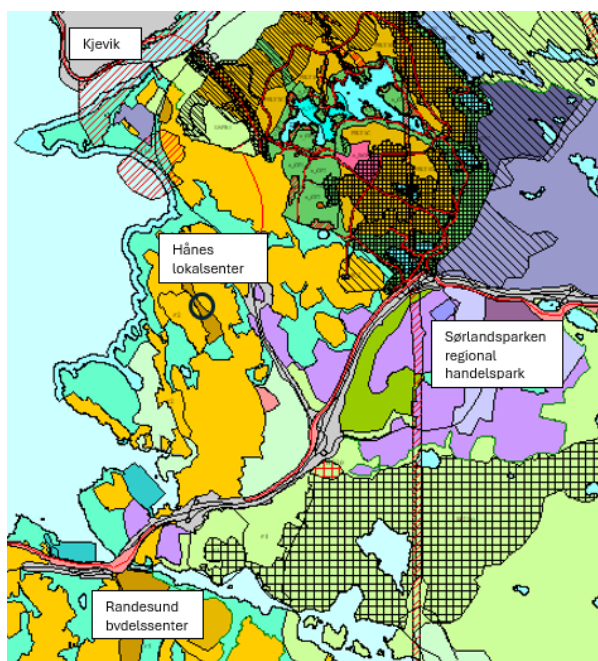 Kjevik
Hånes
lokalsenter
Sørlandsparken
regional
handelspark
Randesund
bydelssenter